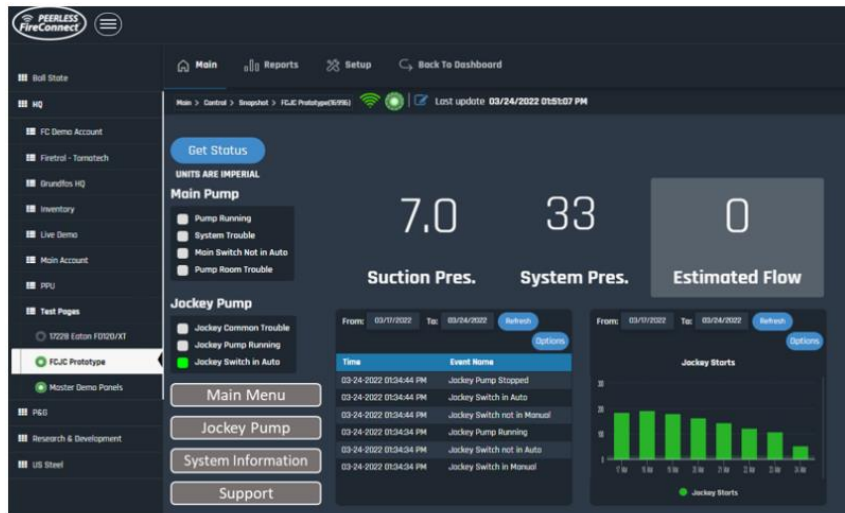 PEERLESS
FireConnect
Main
Reports
Setup
Back To Dashboard
Ball State
HQ
FC Demo Account
Firetrol - Tornatech
Grundfos HQ
Inventory
Live Demo
Main Account
PPU
Test Pages
17228 Eaton FD120/XT
FCJC Prototype
Master Demo Panels
P&G
Research & Development
US Steel
Main > Control > Snapshot > FCJC Prototype(16996)
Last update 03/24/2022 01:51:07 PM
Get Status
UNITS ARE IMPERIAL
Main Pump
Pump Running
System Trouble
Main Switch Not in Auto
Pump Room Trouble
Jockey Pump
Jockey Common Trouble
Jockey Pump Running
Jockey Switch in Auto
Main Menu
Jockey Pump
System Information
Support
7.0
Suction Pres.
33
System Pres.
0
Estimated Flow
From: 03/17/2022 To: 03/24/2022 Refresh
Options
Time Event Name
03-24-2022 01:34:44 PM Jockey Pump Stopped
03-24-2022 01:34:44 PM Jockey Switch in Auto
03-24-2022 01:34:44 PM Jockey Switch not in Manual
03-24-2022 01:34:34 PM Jockey Pump Running
03-24-2022 01:34:34 PM Jockey Switch not in Auto
03-24-2022 01:34:34 PM Jockey Switch in Manual
From: 03/17/2022 To: 03/24/2022 Refresh
Options
Jockey Starts
30
20
10
0
Jockey Starts